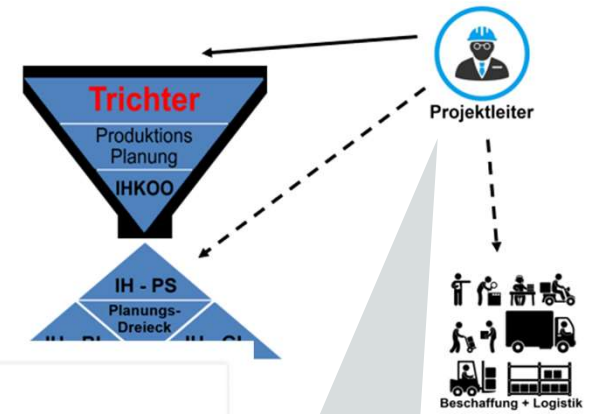 Trichter
Produktions
Planung
IHKOO
Projektleiter
IH - PS
Planungs-
Dreieck
Beschaffung + Logistik